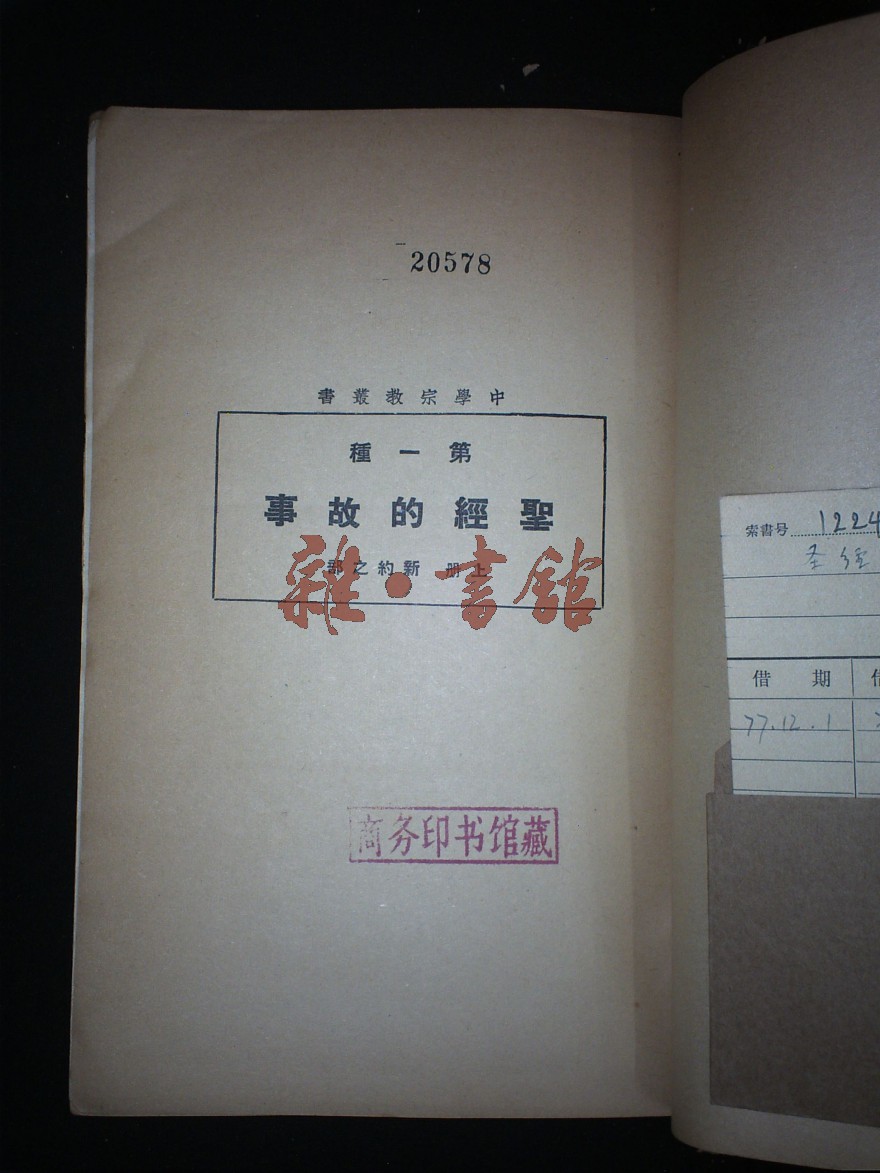 20578
中學宗教叢書
第一種
聖經的故事
上册 新約之部
雜·書館
商务印书馆藏
索書号 1224
圣经
借期
77.12.1